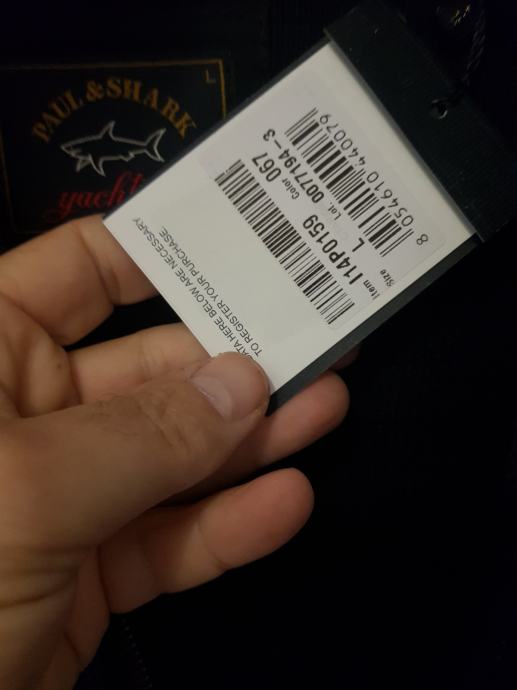 PAUL & SHARK
yacht
L
8 054610 440079
Size L Lot. 0077194-3
Item I14P0159 Color 067
DATA HERE BELOW ARE NECESSARY
TO REGISTER YOUR PURCHASE